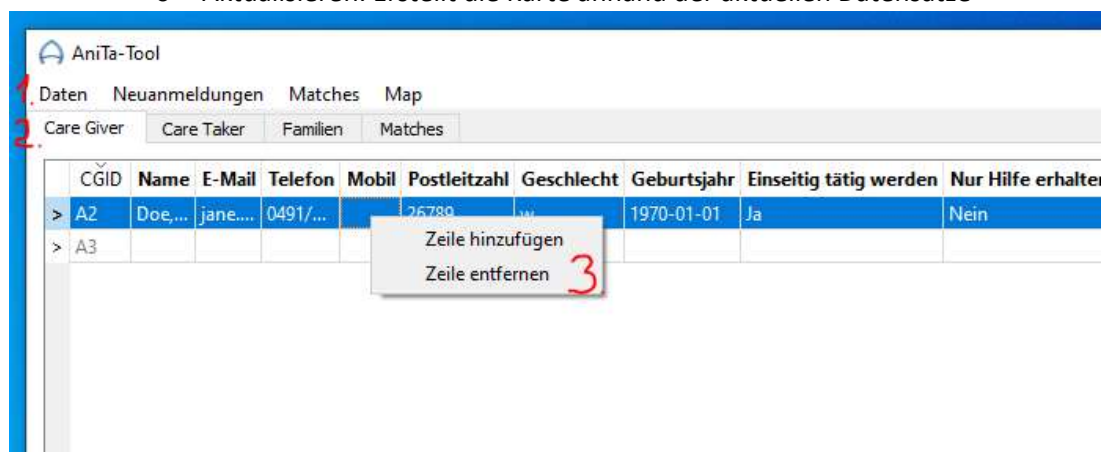 AniTa-Tool
1. Daten Neuanmeldungen Matches Map
2. Care Giver Care Taker Familien Matches
CGID Name E-Mail Telefon Mobil Postleitzahl Geschlecht Geburtsjahr Einseitig tätig werden Nur Hilfe erhalten
> A2 Doe,... jane.... 0491/... 26789 w 1970-01-01 Ja Nein
Zeile hinzufügen
> A3
Zeile entfernen 3.